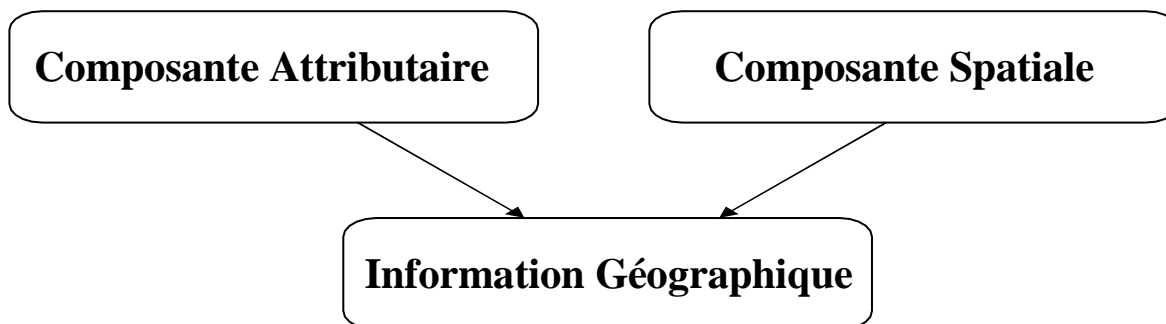 Composante Attributaire
Composante Spatiale
Information Géographique